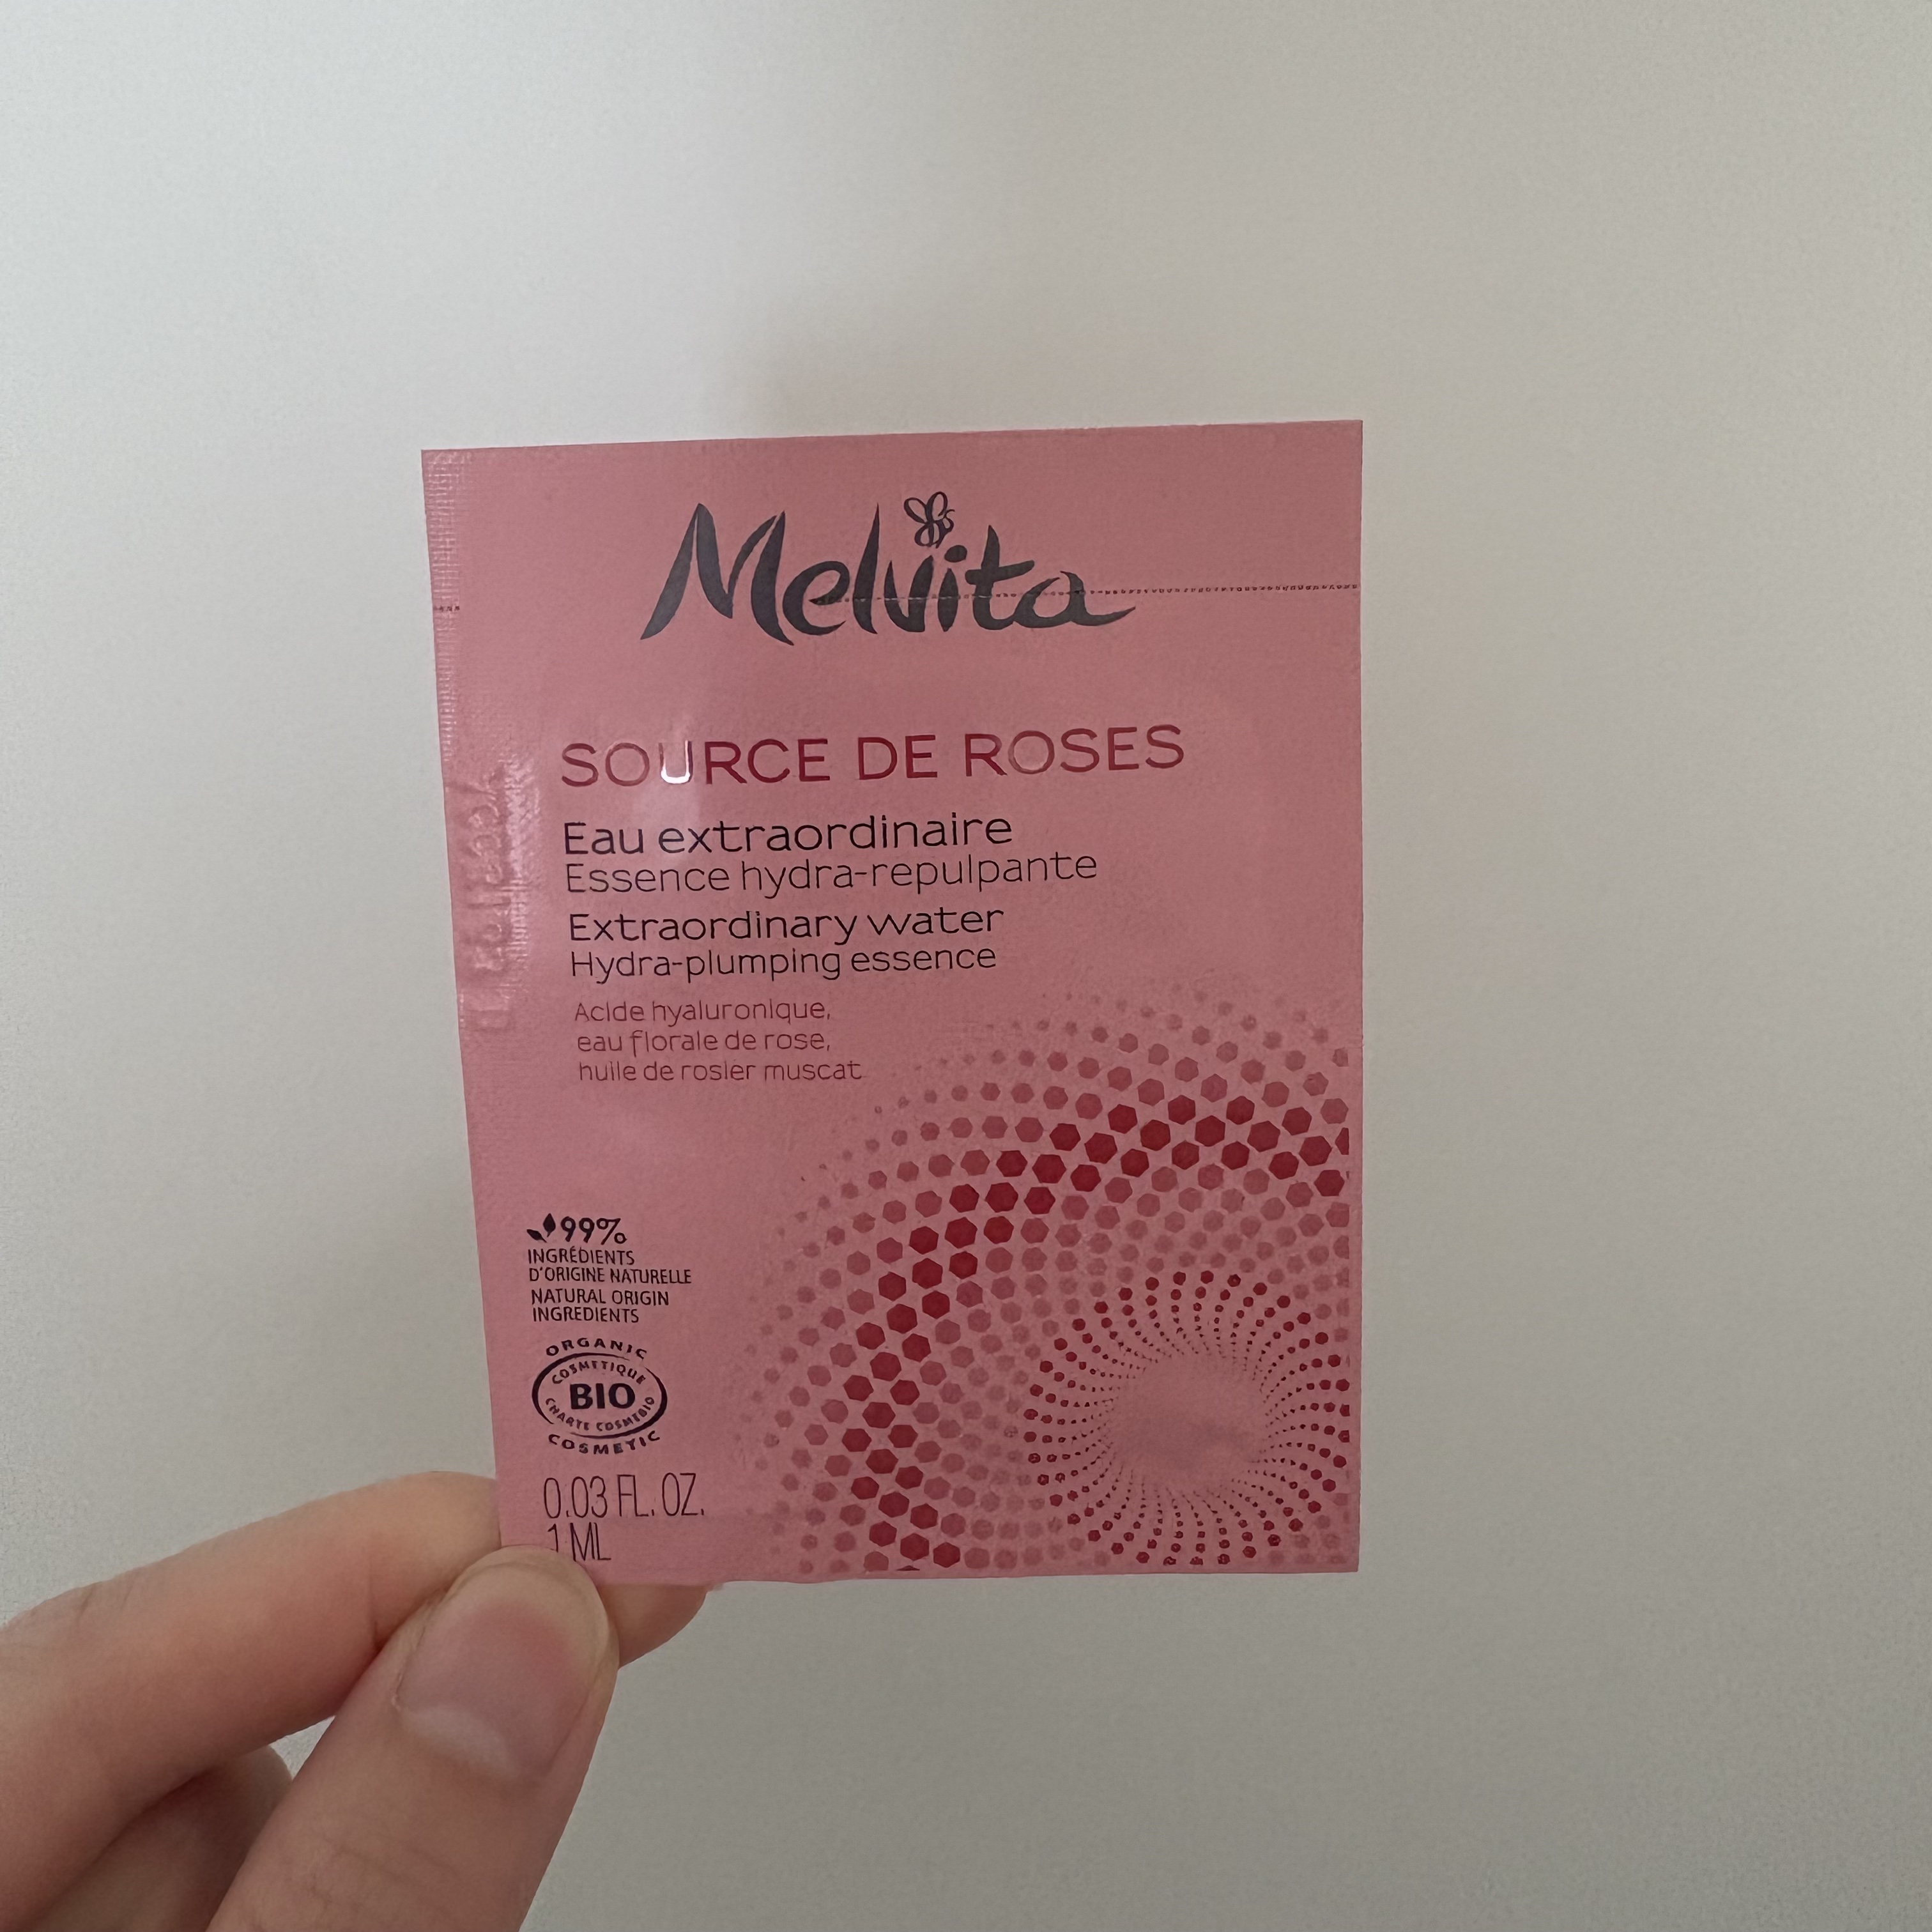 Melvita
SOURCE DE ROSES
Eau extraordinaire
Essence hydra-repulpante
Extraordinary water
Hydra-plumping essence
Acide hyaluronique,
eau florale de rose,
huile de rosier muscat
99%
INGRÉDIENTS
D'ORIGINE NATURELLE
NATURAL ORIGIN
INGREDIENTS
ORGANIC
COSMETIQUE
BIO
CHARTE COSMEBIO
COSMETIC
0.03 FL. OZ.
1 ML